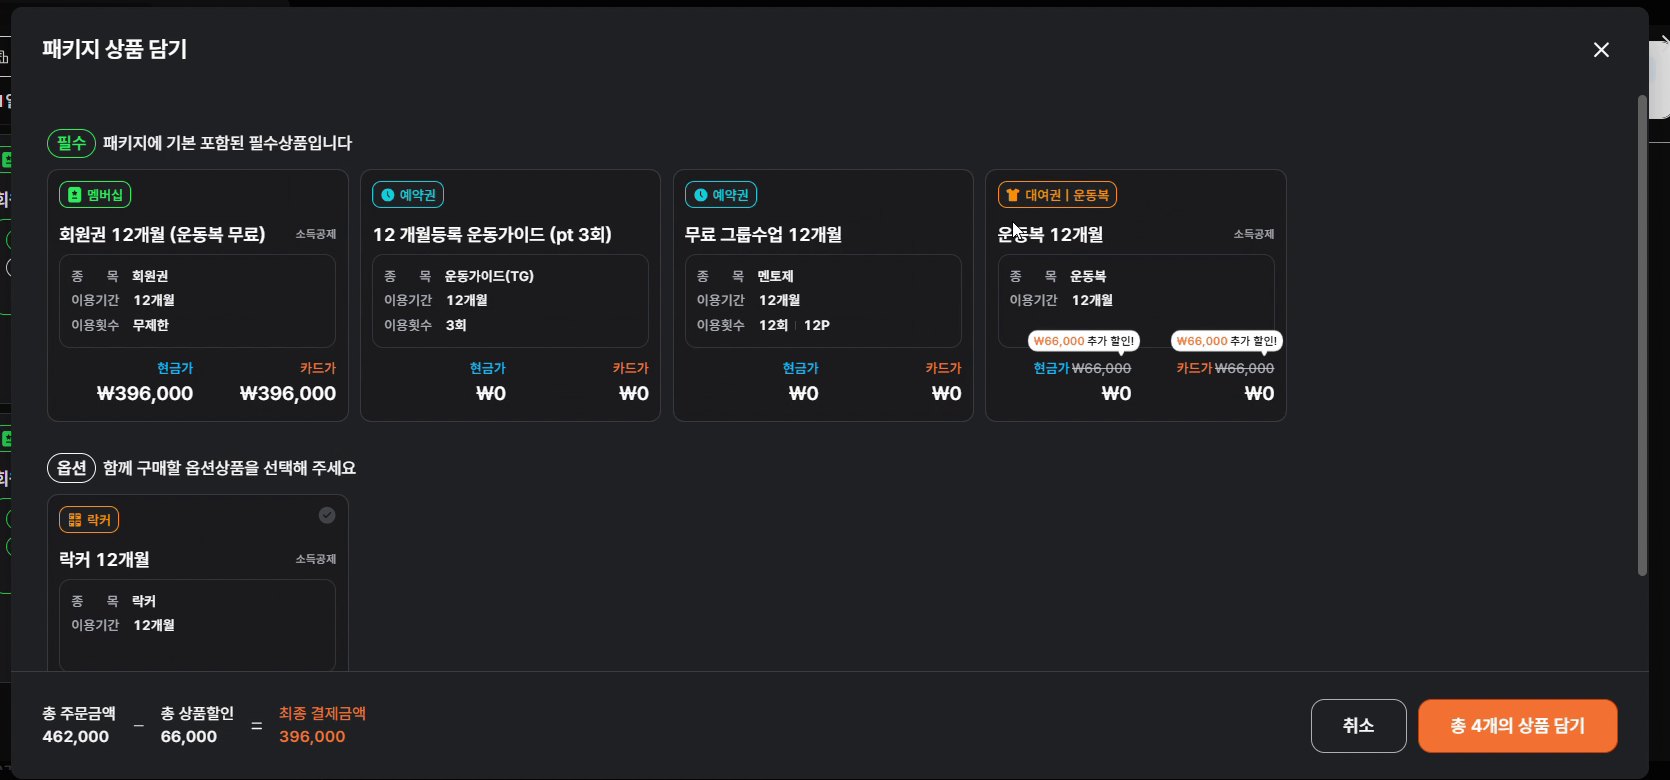 패키지 상품 담기
필수 패키지에 기본 포함된 필수상품입니다
멤버십
회원권 12개월 (운동복 무료) 소득공제
종 목 회원권
이용기간 12개월
이용횟수 무제한
현금가 카드가
₩396,000 ₩396,000
예약권
12 개월등록 운동가이드 (pt 3회)
종 목 운동가이드(TG)
이용기간 12개월
이용횟수 3회
현금가 카드가
₩0 ₩0
예약권
무료 그룹수업 12개월
종 목 멘토제
이용기간 12개월
이용횟수 12회 | 12P
현금가 카드가
₩0 ₩0
대여권 | 운동복
운동복 12개월 소득공제
종 목 운동복
이용기간 12개월
₩66,000 추가 할인! ₩66,000 추가 할인!
현금가 ₩66,000 카드가 ₩66,000
₩0 ₩0
옵션 함께 구매할 옵션상품을 선택해 주세요
락커
락커 12개월 소득공제
종 목 락커
이용기간 12개월
총 주문금액 - 총 상품할인 = 최종 결제금액
462,000 66,000 396,000
취소 총 4개의 상품 담기